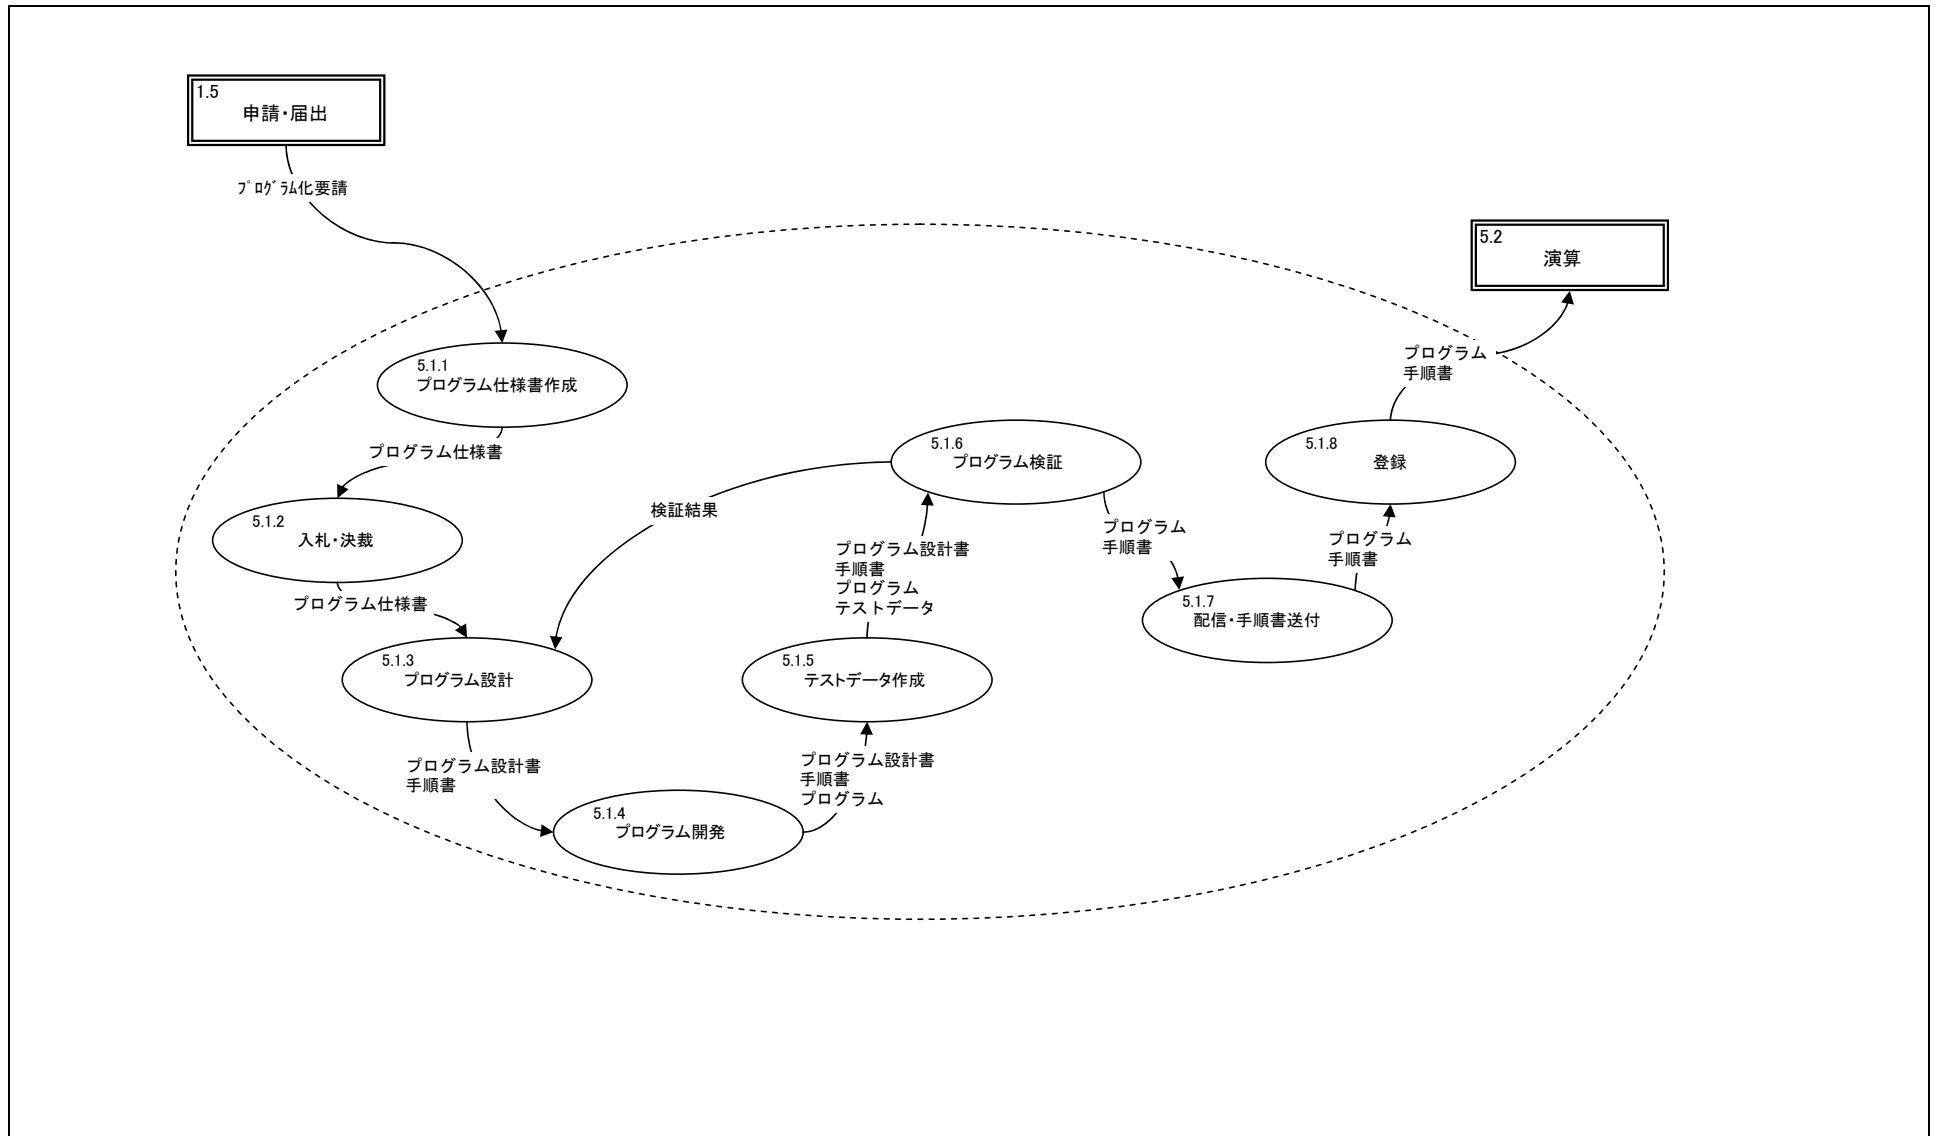 1.5
申請・届出
ﾌﾟﾛｸﾞﾗﾑ化要請
5.2
演算
プログラム
手順書
5.1.1
プログラム仕様書作成
プログラム仕様書
5.1.2
入札・決裁
プログラム仕様書
5.1.3
プログラム設計
プログラム設計書
手順書
5.1.4
プログラム開発
プログラム設計書
手順書
プログラム
5.1.5
テストデータ作成
プログラム設計書
手順書
プログラム
テストデータ
5.1.6
プログラム検証
検証結果
プログラム
手順書
5.1.7
配信・手順書送付
プログラム
手順書
5.1.8
登録